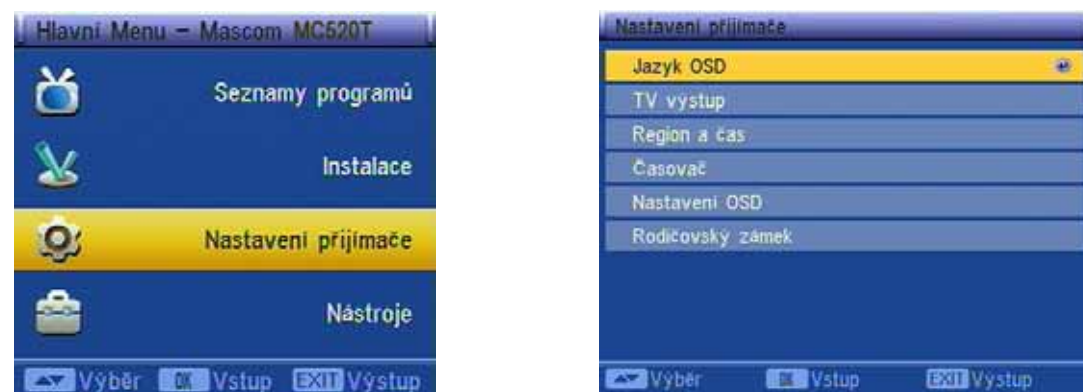 Hlavní Menu - Mascom MC520T
Seznamy programů
Instalace
Nastavení přijímače
Nástroje
Výběr OK Vstup EXIT Výstup
Nastavení přijímače
Jazyk OSD
TV výstup
Region a čas
Časovač
Nastavení OSD
Rodičovský zámek
Výběr OK Vstup EXIT Výstup